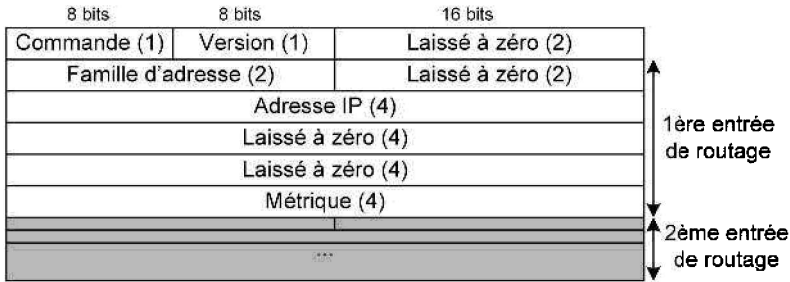 8 bits 8 bits 16 bits
Commande (1) Version (1) Laissé à zéro (2)
Famille d'adresse (2) Laissé à zéro (2)
Adresse IP (4)
Laissé à zéro (4)
Laissé à zéro (4)
Métrique (4)
1ère entrée
de routage
...
2ème entrée
de routage